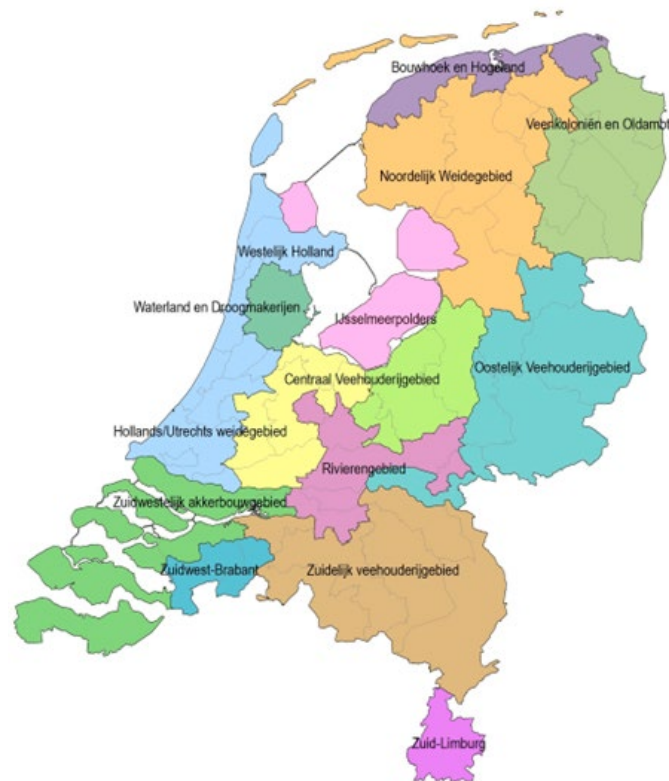 Bouwhoek en Hogeland
Veenkoloniën en Oldambt
Noordelijk Weidegebied
Westelijk Holland
Waterland en Droogmakerijen
IJsselmeerpolders
Oostelijk Veehouderijgebied
Centraal Veehouderijgebied
Hollands/Utrechts weidegebied
Rivierengebied
Zuidwestelijk akkerbouwgebied
Zuidwest-Brabant
Zuidelijk veehouderijgebied
Zuid-Limburg